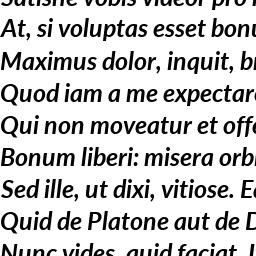 Satisne vobis videor pro
At, si voluptas esset bonu
Maximus dolor, inquit, br
Quod iam a me expectare
Qui non moveatur et offe
Bonum liberi: misera orbi
Sed ille, ut dixi, vitiose. Ea
Quid de Platone aut de D
Nunc vides, quid faciat.